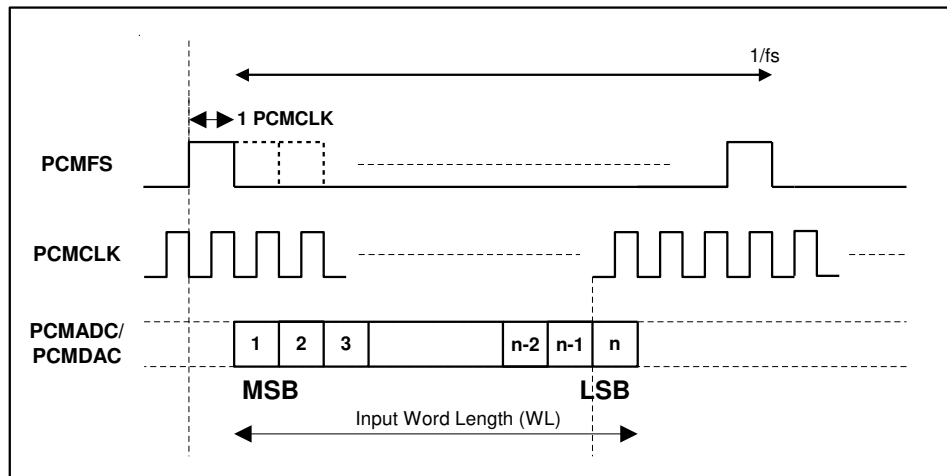 1/fs
1 PCMCLK
PCMFS
PCMCLK
PCMADC/
PCMDAC
1 2 3 n-2 n-1 n
MSB LSB
Input Word Length (WL)